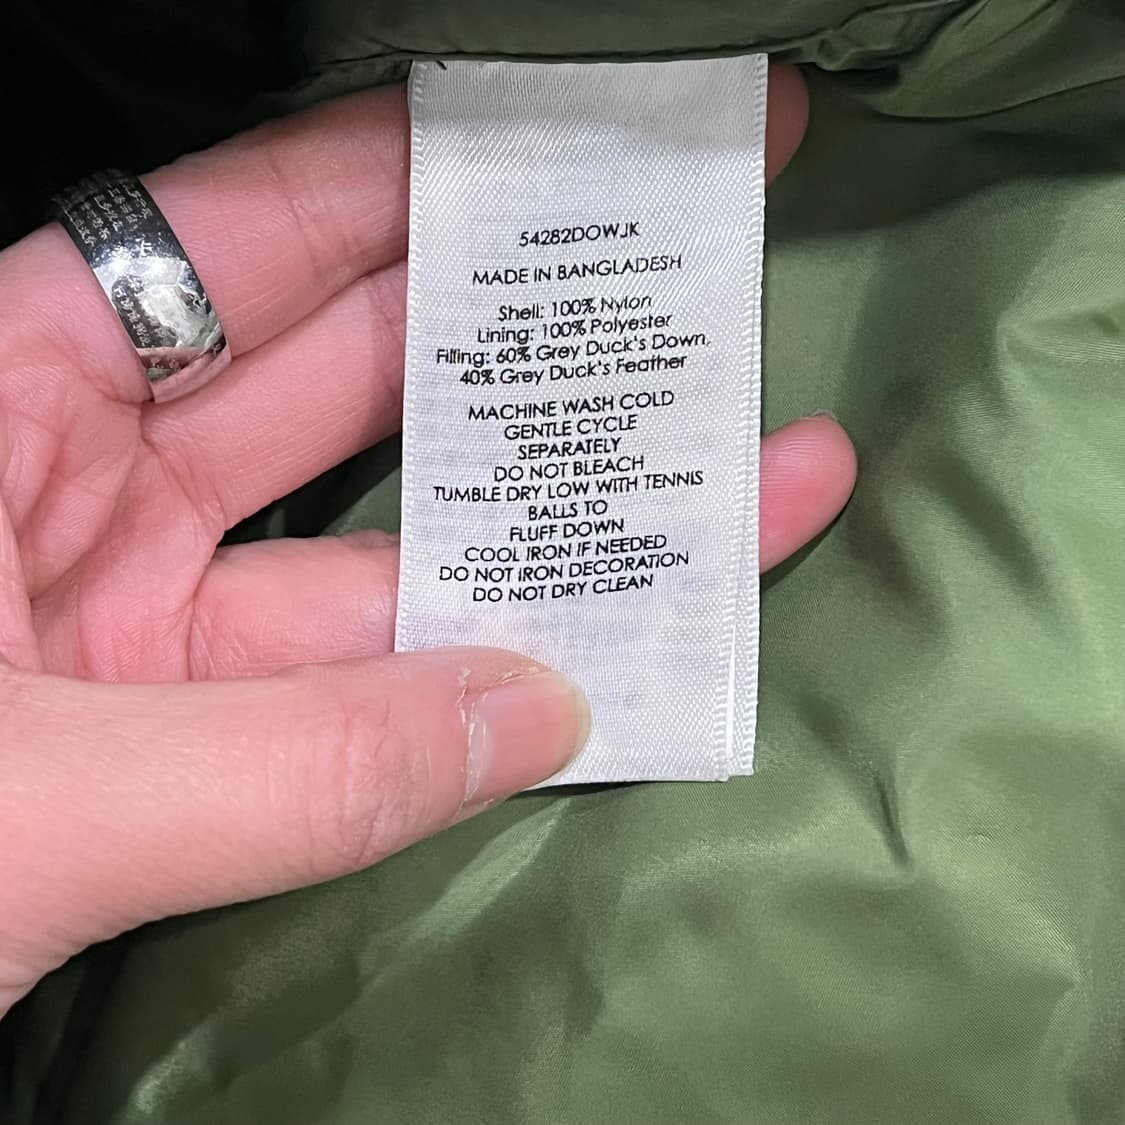 54282DOWJK
MADE IN BANGLADESH
Shell: 100% Nylon
Lining: 100% Polyester
Filling: 60% Grey Duck's Down,
40% Grey Duck's Feather
MACHINE WASH COLD
GENTLE CYCLE
SEPARATELY
DO NOT BLEACH
TUMBLE DRY LOW WITH TENNIS
BALLS TO
FLUFF DOWN
COOL IRON IF NEEDED
DO NOT IRON DECORATION
DO NOT DRY CLEAN